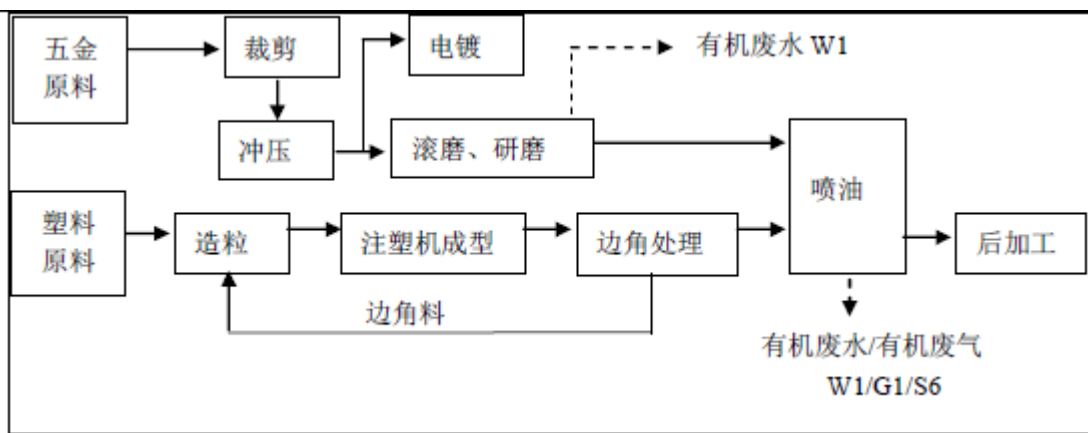 五金
原料
裁剪
电镀
有机废水 W1
冲压
滚磨、研磨
喷油
塑料
原料
造粒
注塑机成型
边角处理
后加工
边角料
有机废水/有机废气
W1/G1/S6